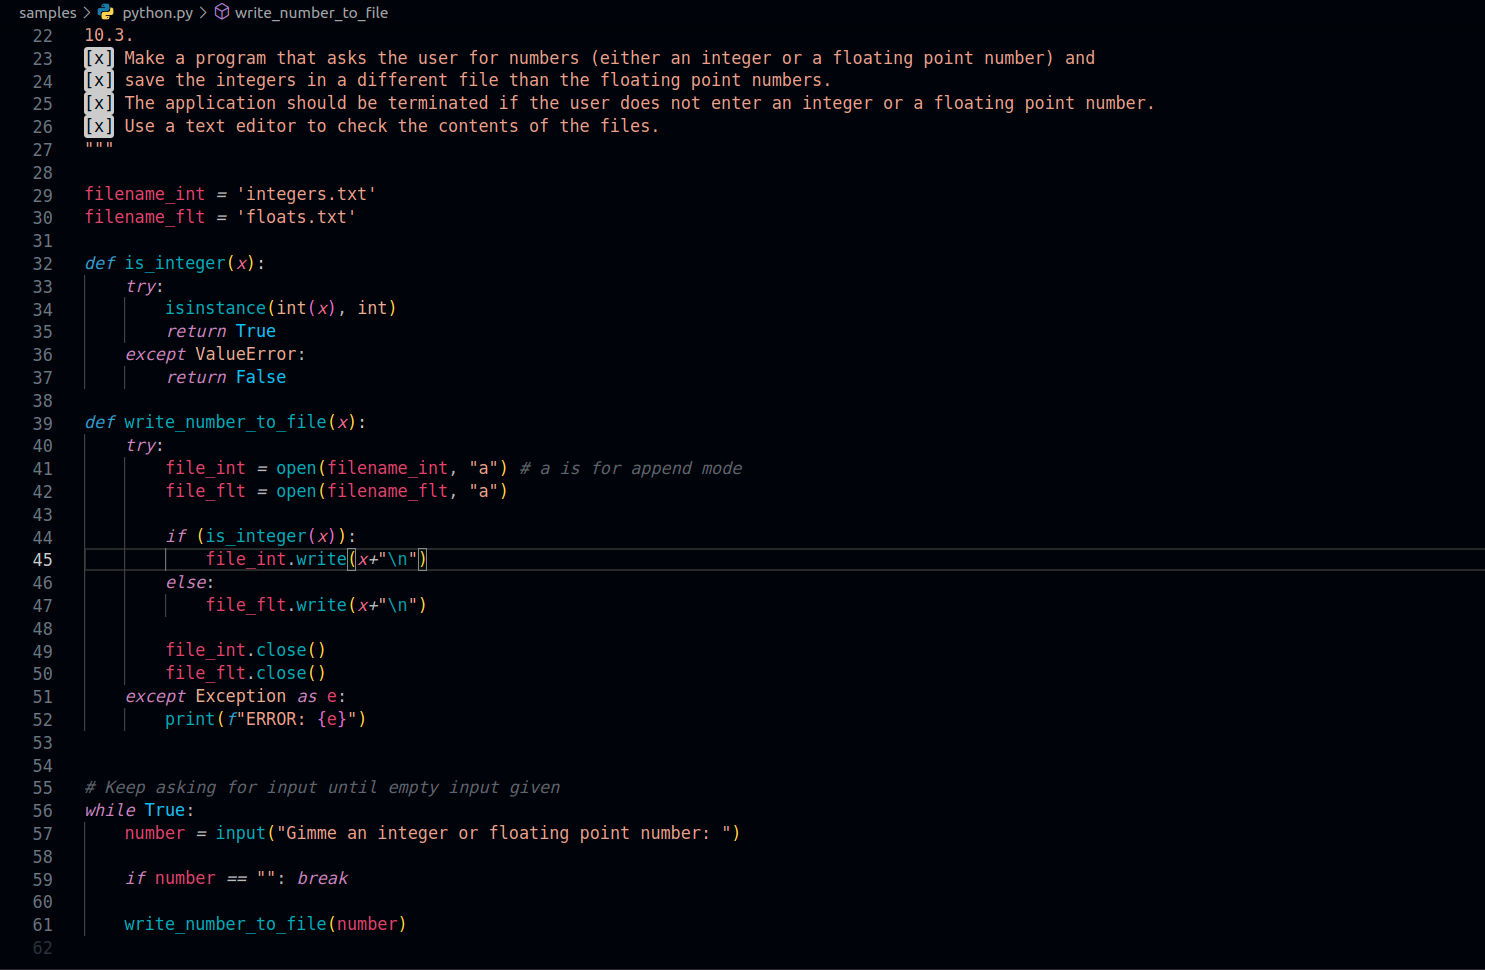 samples > python.py > write_number_to_file
22 10.3.
23 [x] Make a program that asks the user for numbers (either an integer or a floating point number) and
24 [x] save the integers in a different file than the floating point numbers.
25 [x] The application should be terminated if the user does not enter an integer or a floating point number.
26 [x] Use a text editor to check the contents of the files.
27 """
28
29 filename_int = 'integers.txt'
30 filename_flt = 'floats.txt'
31
32 def is_integer(x):
33     try:
34         isinstance(int(x), int)
35         return True
36     except ValueError:
37         return False
38
39 def write_number_to_file(x):
40     try:
41         file_int = open(filename_int, "a") # a is for append mode
42         file_flt = open(filename_flt, "a")
43
44         if (is_integer(x)):
45             file_int.write(x+"\n")
46         else:
47             file_flt.write(x+"\n")
48
49         file_int.close()
50         file_flt.close()
51     except Exception as e:
52         print(f"ERROR: {e}")
53
54
55 # Keep asking for input until empty input given
56 while True:
57     number = input("Gimme an integer or floating point number: ")
58
59     if number == "": break
60
61     write_number_to_file(number)
62